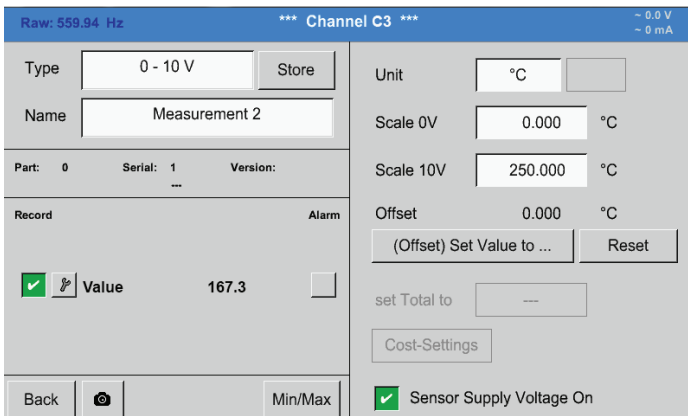 Raw: 559.94 Hz
*** Channel C3 ***
~ 0.0 V
~ 0 mA
Type 0 - 10 V Store
Name Measurement 2
Part: 0 Serial: 1 Version:
---
Record Alarm
Value 167.3
Back Min/Max
Unit °C
Scale 0V 0.000 °C
Scale 10V 250.000 °C
Offset 0.000 °C
(Offset) Set Value to ... Reset
set Total to ---
Cost-Settings
Sensor Supply Voltage On